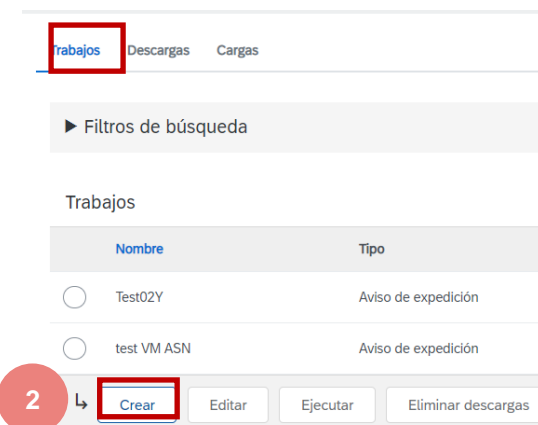 Trabajos Descargas Cargas
Filtros de búsqueda
Trabajos
Nombre Tipo
Test02Y Aviso de expedición
test VM ASN Aviso de expedición
2 Crear Editar Ejecutar Eliminar descargas